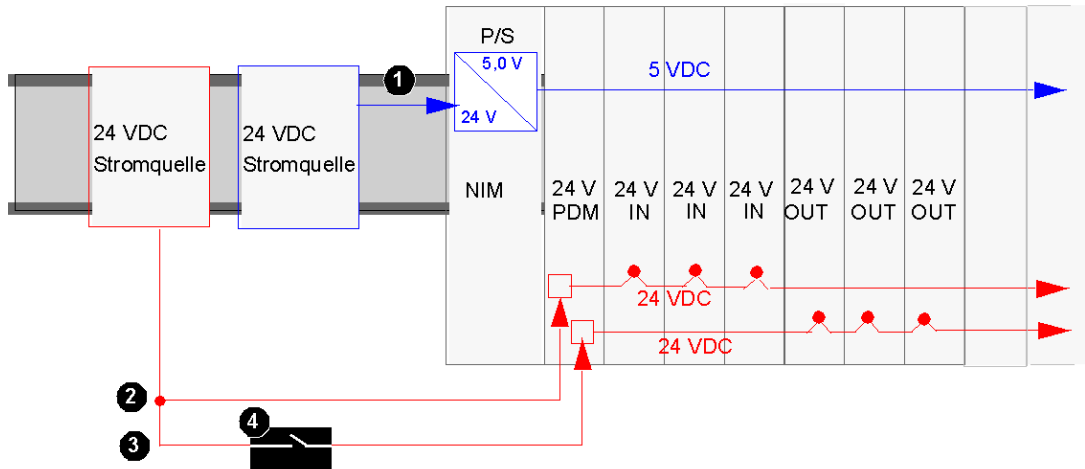 P/S
5,0 V
24 V
1
5 VDC
24 VDC
Stromquelle
24 VDC
Stromquelle
NIM
24 V
PDM
24 V
IN
24 V
IN
24 V
IN
24 V
OUT
24 V
OUT
24 V
OUT
24 VDC
24 VDC
2
3
4